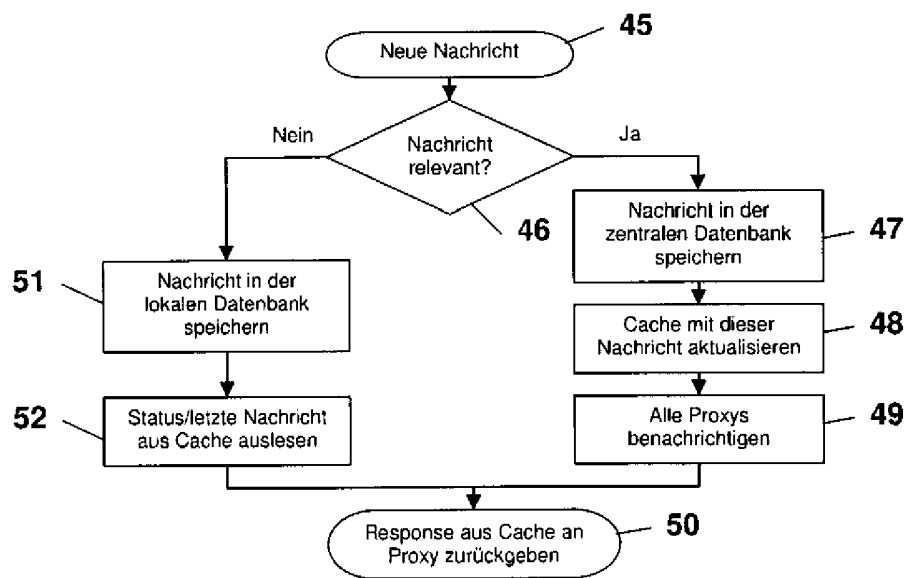 45
Neue Nachricht
Nein
Ja
Nachricht
relevant?
46
Nachricht in der
zentralen Datenbank
speichern
47
51
Nachricht in der
lokalen Datenbank
speichern
Cache mit dieser
Nachricht aktualisieren
48
52
Status/letzte Nachricht
aus Cache auslesen
Alle Proxys
benachrichtigen
49
Response aus Cache an
Proxy zurückgeben
50